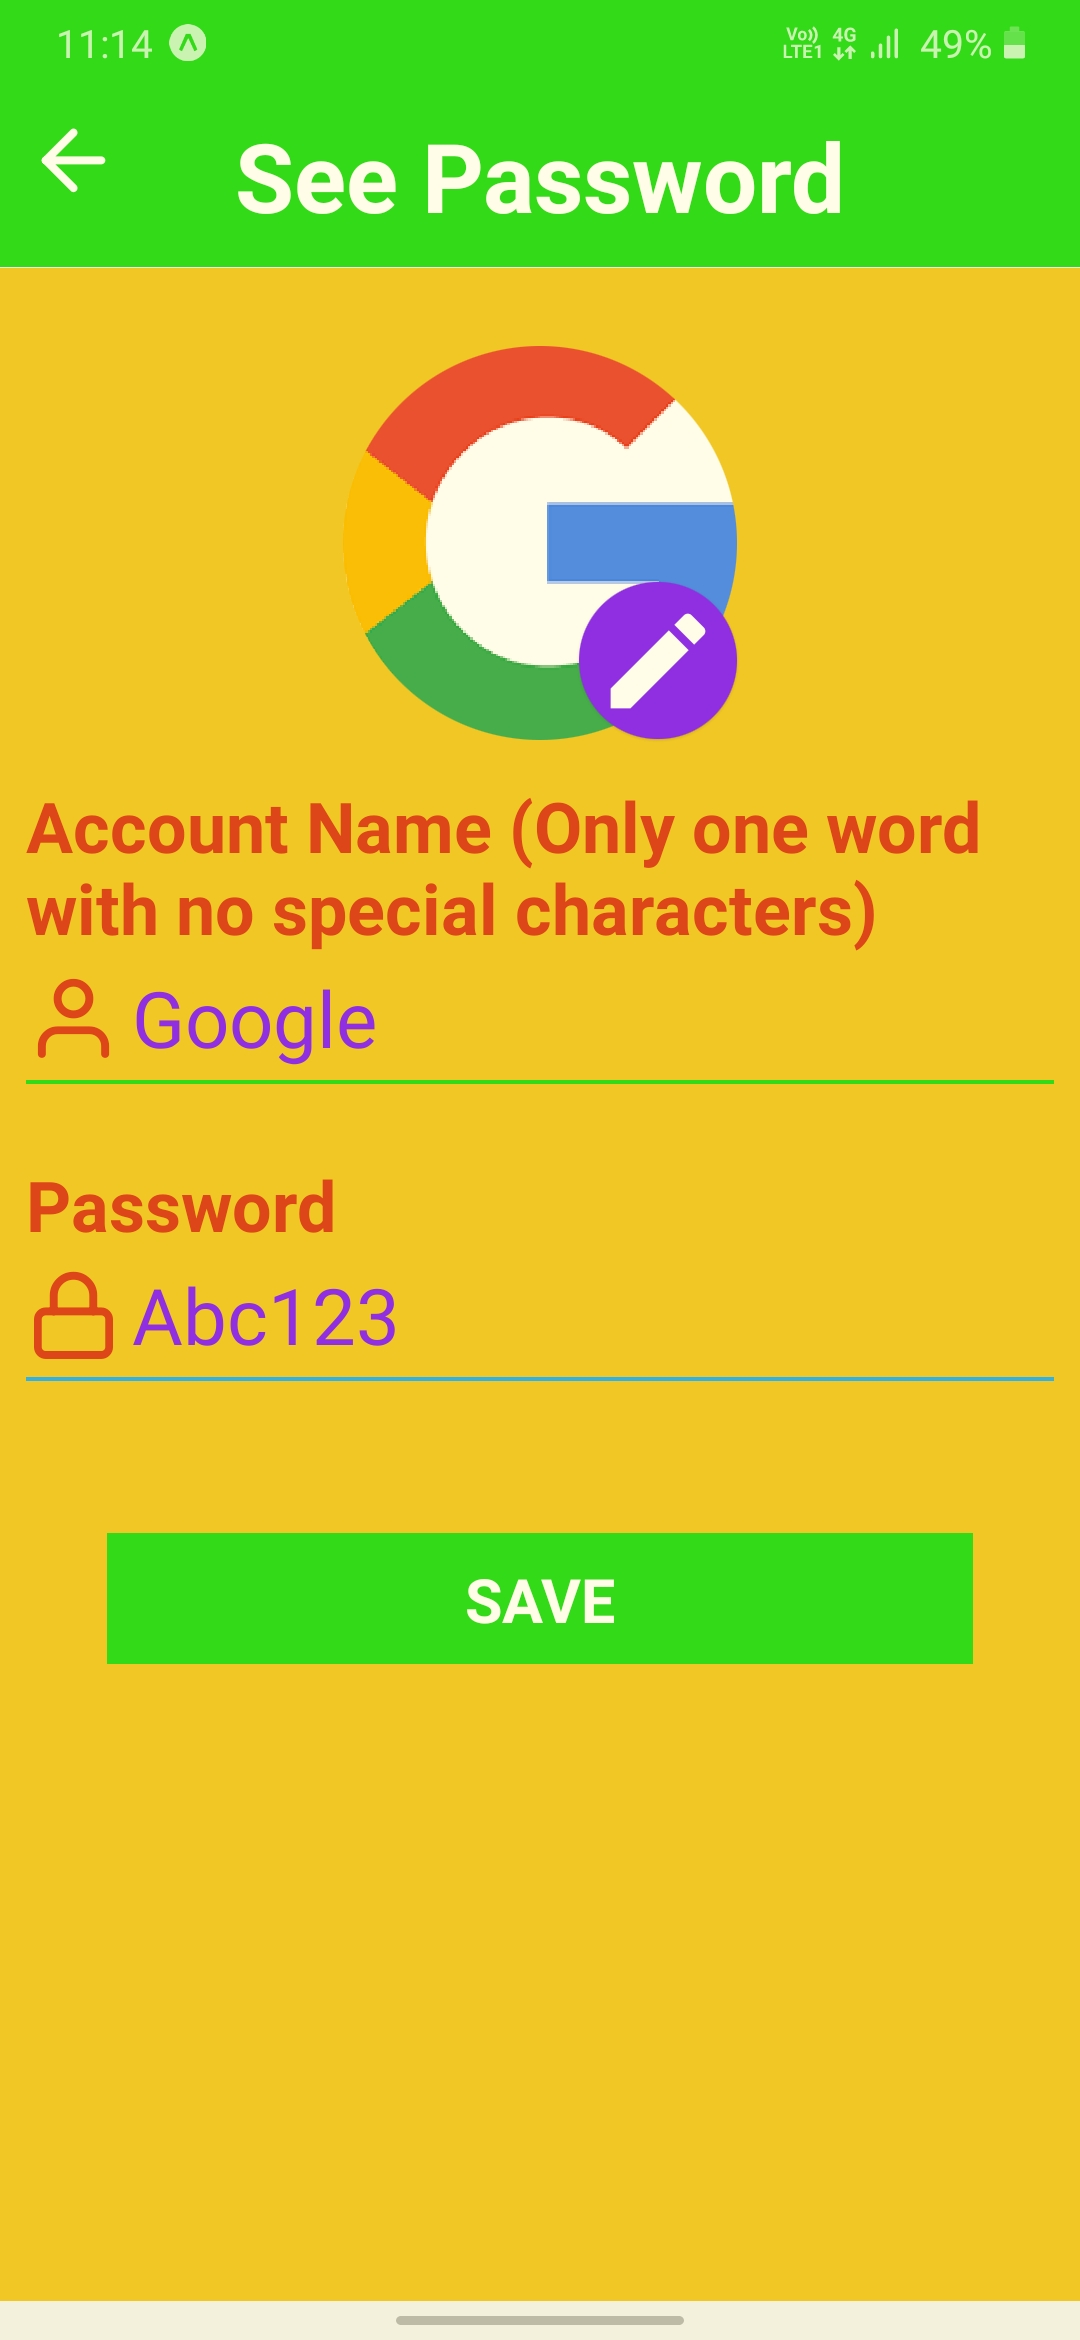 11:14 Vo)) LTE1 4G 49%
See Password
Account Name (Only one word
with no special characters)
Google
Password
Abc123
SAVE